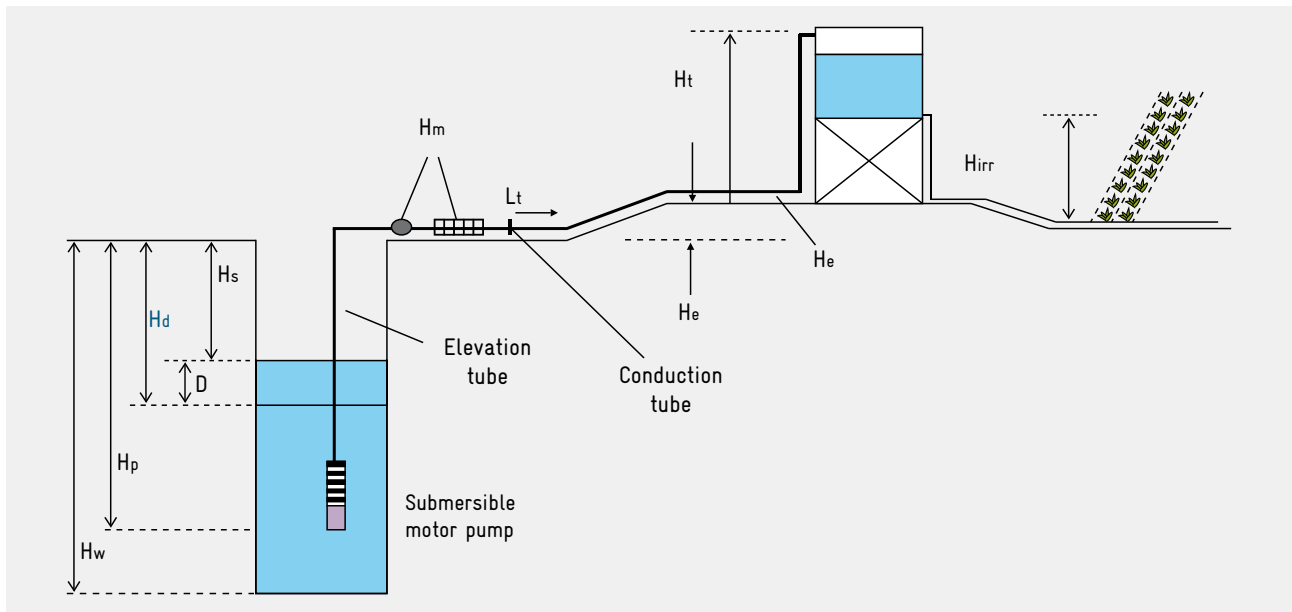 Ht
Hm
Lt
Hirr
Hs
He
He
Hd
Elevation
tube
Conduction
tube
D
Hp
Submersible
motor pump
Hw